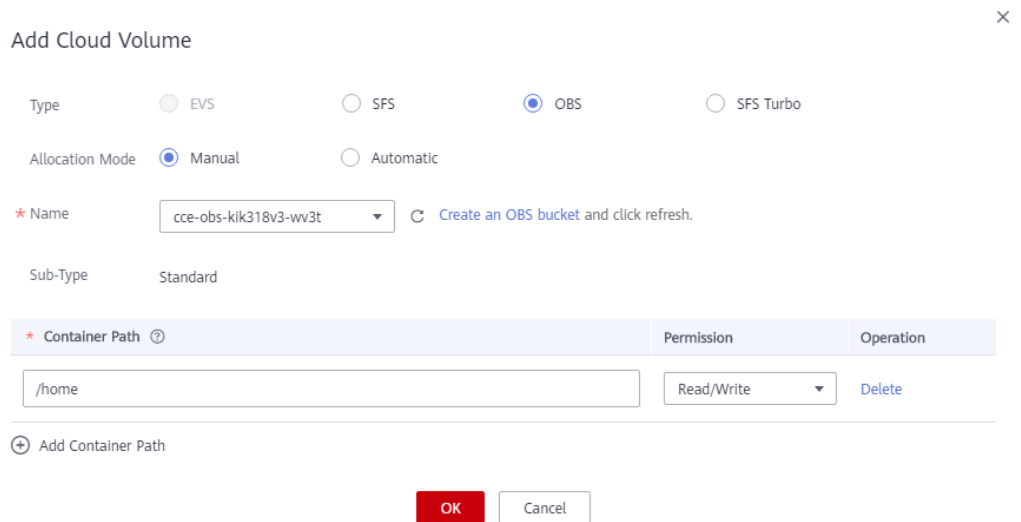 Add Cloud Volume
Type EVS SFS OBS SFS Turbo
Allocation Mode Manual Automatic
* Name cce-obs-kik318v3-wv3t Create an OBS bucket and click refresh.
Sub-Type Standard
* Container Path ? Permission Operation
/home Read/Write Delete
Add Container Path
OK Cancel